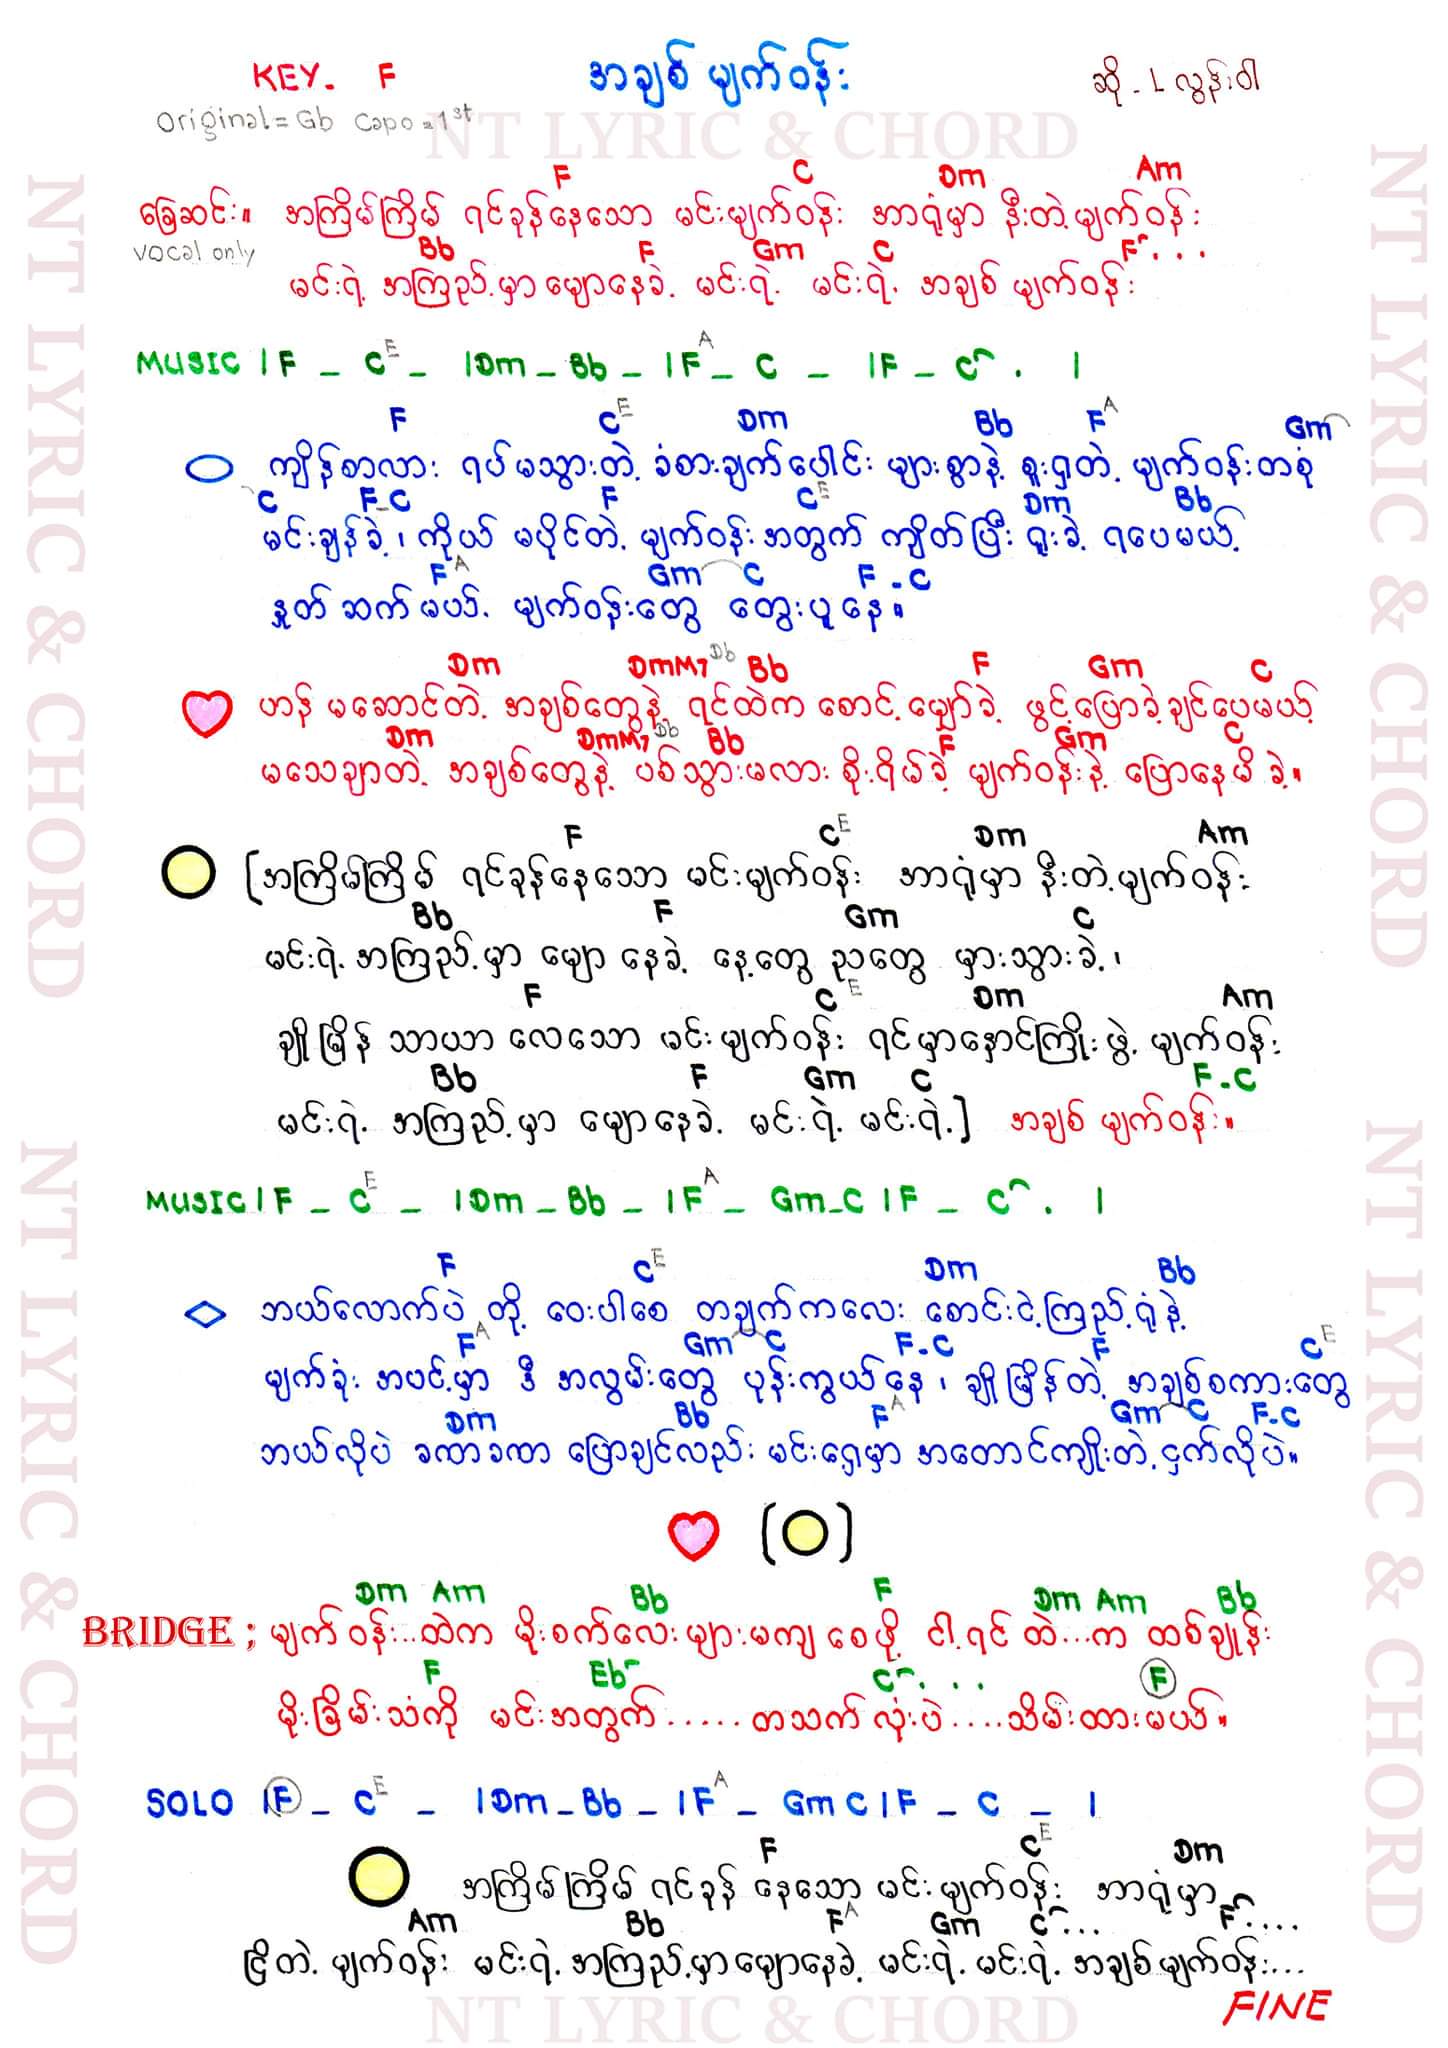 KEY. F
အချစ် မျက်ဝန်း
ဆို - L လွန်းဝါ
Original = Gb Capo = 1st
NT LYRIC & CHORD
F C Dm Am
ခြေဆင်း။ အကြိမ်ကြိမ် ရင်ခုန်နေသော မင်းမျက်ဝန်း အာရုံမှာ နီးတဲ့မျက်ဝန်း
vocal only
Bb F Gm C F...
မင်းရဲ့ အကြည့်မှာ မျောနေခဲ့ မင်းရဲ့ မင်းရဲ့ အချစ် မျက်ဝန်း
MUSIC | F _ C E _ | Dm _ Bb _ | F A _ C _ | F _ C . |
F C E Dm Bb F A Gm
ကျိန်စာလား ရပ်မသွားတဲ့ ခံစားချက်ပေါင်း များစွာနဲ့ စူးရှတဲ့ မျက်ဝန်းတစုံ
C F-C F C E Dm Bb
မင်းချန်ခဲ့၊ ကိုယ် မပိုင်တဲ့ မျက်ဝန်းအတွက် ကျိတ်ပြီး ရူးခဲ့ ရပေမယ့်
F A Gm C F - C
နှုတ်ဆက်မယ့် မျက်ဝန်းတွေ တွေးပူနေ။
Dm DmM7 Db Bb F Gm C
ဟန် မဆောင်တဲ့ အချစ်တွေနဲ့ ရင်ထဲက စောင့်မျှော်ခဲ့ ဖွင့်ပြောခဲ့ချင်ပေမယ့်
Dm DmM7 Db Bb F Gm C
မသေချာတဲ့ အချစ်တွေနဲ့ ပစ်သွားမလား စိုးရိမ်ခဲ့ မျက်ဝန်းနဲ့ ပြောနေမိခဲ့။
F C E Dm Am
[အကြိမ်ကြိမ် ရင်ခုန်နေသော မင်းမျက်ဝန်း အာရုံမှာ နီးတဲ့မျက်ဝန်း
Bb F Gm C
မင်းရဲ့ အကြည့်မှာ မျောနေခဲ့ နေ့တွေ ညတွေ မှားသွားခဲ့၊
F C E Dm Am
ချိုမြိန် သာယာ လေသော မင်းမျက်ဝန်း ရင်မှာနှောင်ကြိုးဖွဲ့ မျက်ဝန်း
Bb F Gm C F - C
မင်းရဲ့ အကြည့်မှာ မျောနေခဲ့ မင်းရဲ့ မင်းရဲ့] အချစ် မျက်ဝန်း။
MUSIC | F _ C E _ | Dm _ Bb _ | F A _ Gm_C | F _ C . |
F C E Dm Bb
ဘယ်လောက်ပဲ တို့ ဝေးပါစေ တချက်ကလေး စောင်းငဲ့ကြည့်ရုံနဲ့
F A Gm C F - C F C E
မျက်ခုံး အပင့်မှာ ဒီ အလွမ်းတွေ ပုန်းကွယ်နေ၊ ချိုမြိန်တဲ့ အချစ်စကားတွေ
Dm Bb F A Gm C F-C
ဘယ်လိုပဲ ခဏခဏ ပြောချင်လည်း မင်းရှေ့မှာ အတောင်ကျိုးတဲ့ ငှက်လိုပဲ။
[ ]
Dm Am Bb F Dm Am Bb
BRIDGE ; မျက်ဝန်း...ထဲက မိုးစက်လေးများမကျစေဖို့ ငါ့ရင်ထဲ...က ထစ်ချုန်း
F Eb C . . . F
မိုးခြိမ်းသံကို မင်းအတွက် ...... တသက်လုံးပဲ ....သိမ်းထားမယ်။
SOLO | F _ C E _ | Dm _ Bb _ | F A _ Gm C | F _ C _ |
F C E Dm
အကြိမ်ကြိမ် ရင်ခုန်နေသော မင်းမျက်ဝန်း အာရုံမှာ
Am Bb F A Gm C ... F ....
ငြိတဲ့ မျက်ဝန်း မင်းရဲ့ အကြည့်မှာမျောနေခဲ့ မင်းရဲ့ မင်းရဲ့ အချစ်မျက်ဝန်း...
FINE
NT LYRIC & CHORD
NT LYRIC & CHORD
NT LYRIC & CHORD
NT LYRIC & CHORD
NT LYRIC & CHORD